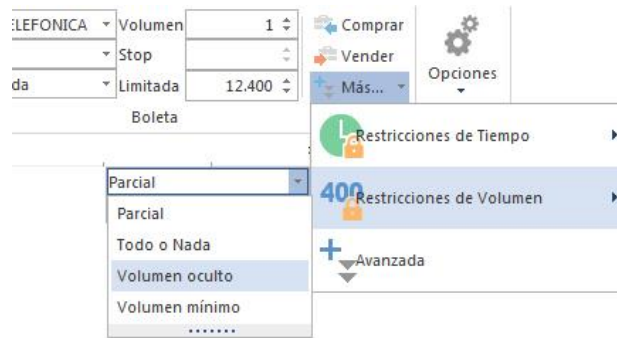 ELEFONICA Volumen 1 Comprar
Stop Vender
da Limitada 12.400 Más... Opciones
Boleta
Restricciones de Tiempo
Parcial 400 Restricciones de Volumen
Parcial
Todo o Nada
Avanzada
Volumen oculto
Volumen mínimo